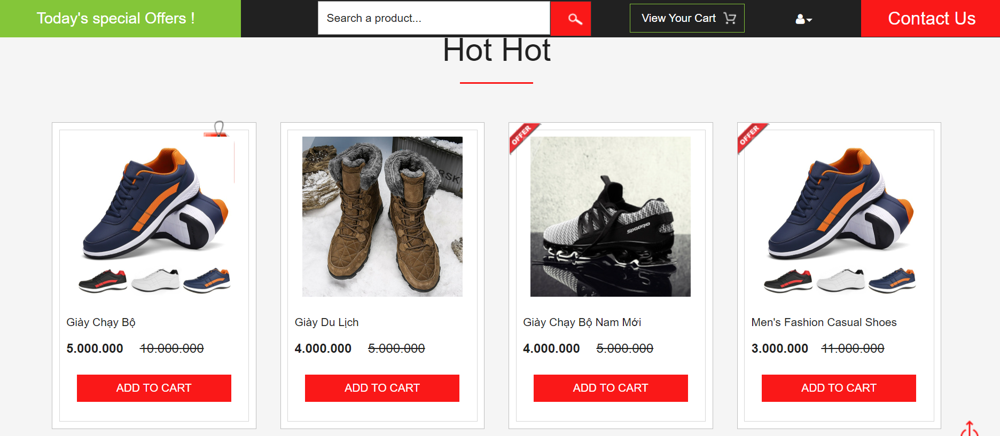 Today's special Offers !
Search a product...
View Your Cart
Contact Us
Hot Hot
OFFER
OFFER
RSK
spaoqio
Giày Chạy Bộ
5.000.000 10.000.000
ADD TO CART
Giày Du Lịch
4.000.000 5.000.000
ADD TO CART
Giày Chạy Bộ Nam Mới
4.000.000 5.000.000
ADD TO CART
Men's Fashion Casual Shoes
3.000.000 11.000.000
ADD TO CART